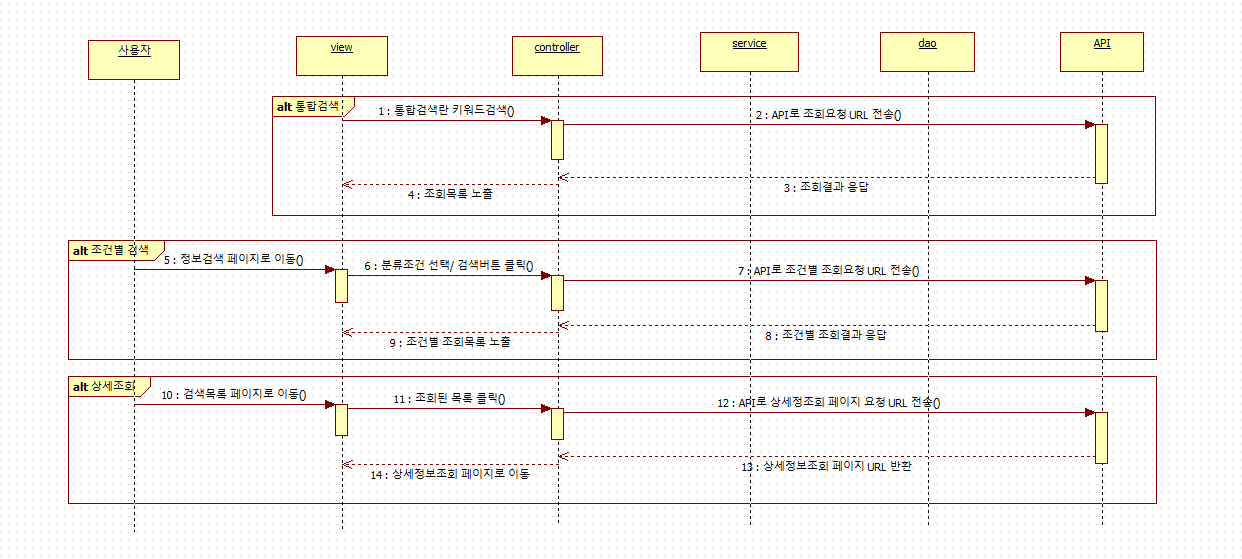 사용자
view
controller
service
dao
API
alt 통합검색
1 : 통합검색란 키워드검색()
2 : API로 조회요청 URL 전송()
3 : 조회결과 응답
4 : 조회목록 노출
alt 조건별 검색
5 : 정보검색 페이지로 이동()
6 : 분류조건 선택/ 검색버튼 클릭()
7 : API로 조건별 조회요청 URL 전송()
8 : 조건별 조회결과 응답
9 : 조건별 조회목록 노출
alt 상세조회
10 : 검색목록 페이지로 이동()
11 : 조회된 목록 클릭()
12 : API로 상세정조회 페이지 요청 URL 전송()
13 : 상세정보조회 페이지 URL 반환
14 : 상세정보조회 페이지로 이동